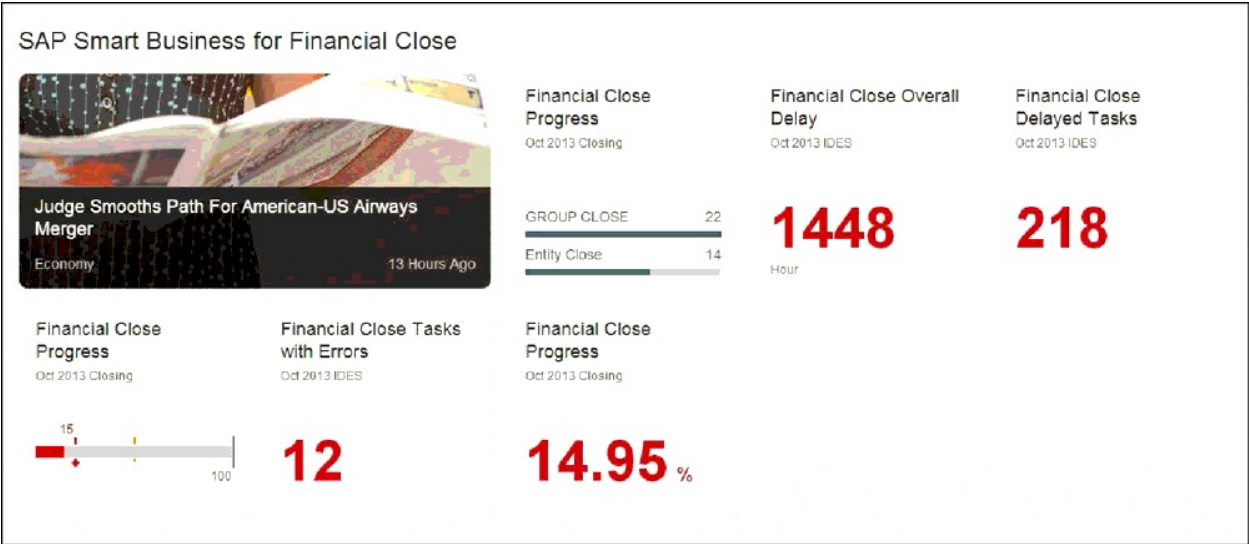 SAP Smart Business for Financial Close
Judge Smooths Path For American-US Airways
Merger
Economy
13 Hours Ago
Financial Close
Progress
Oct 2013 Closing
GROUP CLOSE 22
Entity Close 14
Financial Close Overall
Delay
Oct 2013 IDES
1448
Hour
Financial Close
Delayed Tasks
Oct 2013 IDES
218
Financial Close
Progress
Oct 2013 Closing
15
100
Financial Close Tasks
with Errors
Oct 2013 IDES
12
Financial Close
Progress
Oct 2013 Closing
14.95 %